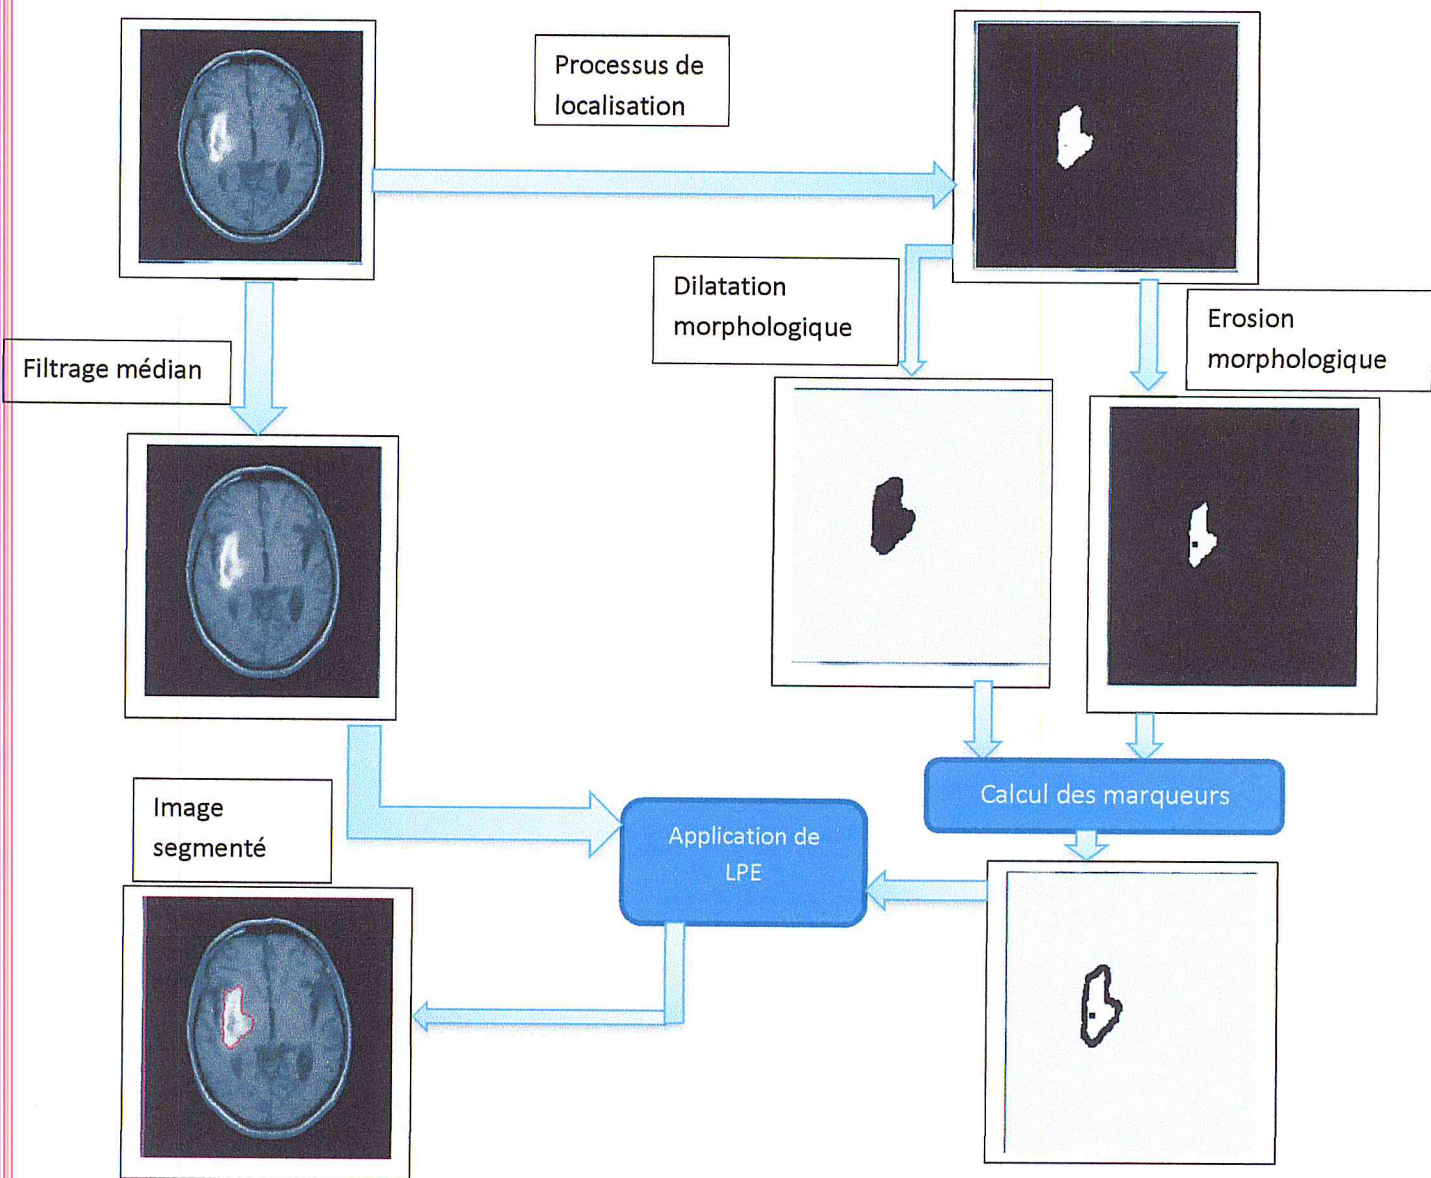 Processus de
localisation
Dilatation
morphologique
Erosion
morphologique
Filtrage médian
Calcul des marqueurs
Application de
LPE
Image
segmenté